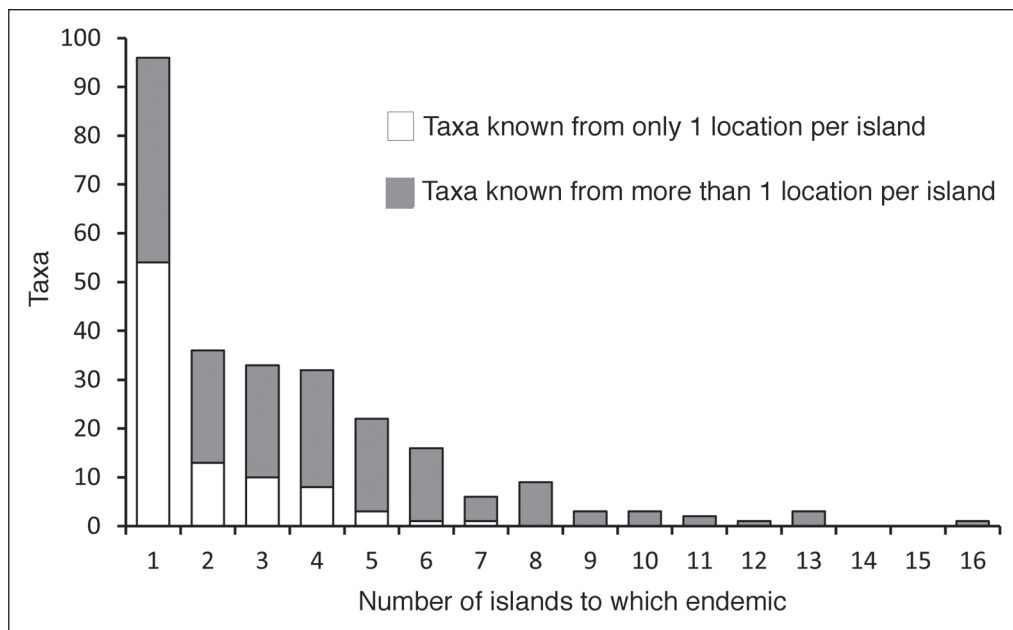 100
90
80
70
60
50
40
30
20
10
0
Taxa
Taxa known from only 1 location per island
Taxa known from more than 1 location per island
1 2 3 4 5 6 7 8 9 10 11 12 13 14 15 16
Number of islands to which endemic